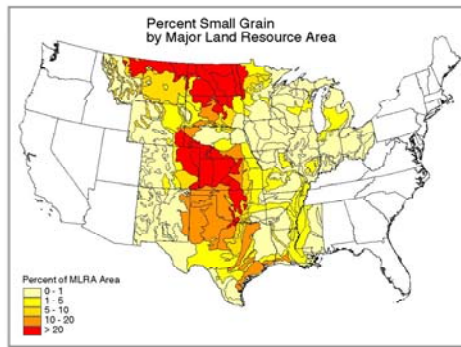 Percent Small Grain
by Major Land Resource Area
Percent of MLRA Area
0 - 1
1 - 5
5 - 10
10 - 20
> 20